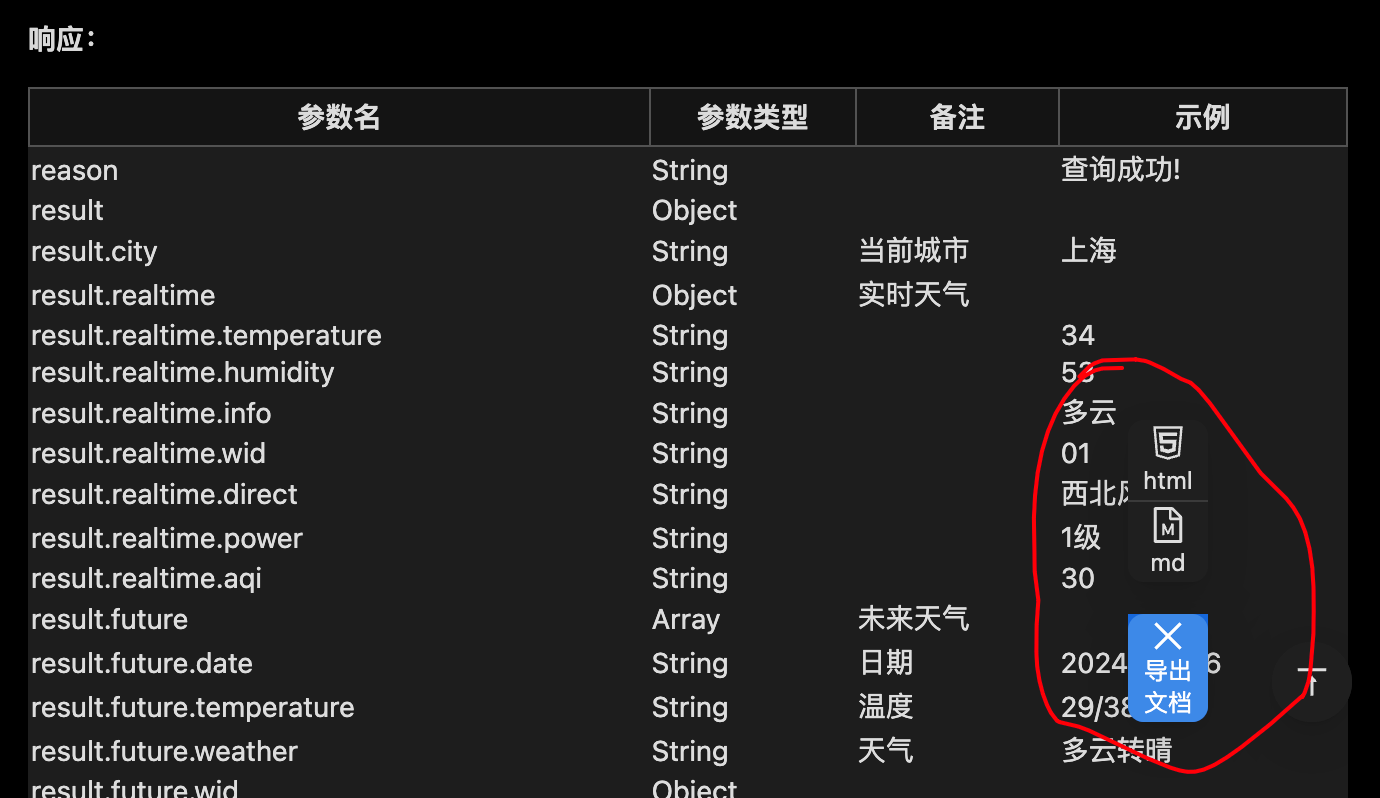 响应：
参数名 参数类型 备注 示例
reason String 查询成功!
result Object
result.city String 当前城市 上海
result.realtime Object 实时天气
result.realtime.temperature String 34
result.realtime.humidity String 53
result.realtime.info String 多云
result.realtime.wid String 01
html
result.realtime.direct String 西北风
result.realtime.power String 1级
md
result.realtime.aqi String 30
result.future Array 未来天气
result.future.date String 日期 2024 6
导出
文档
result.future.temperature String 温度 29/38
result.future.weather String 天气 多云转晴
result.future.wid Object